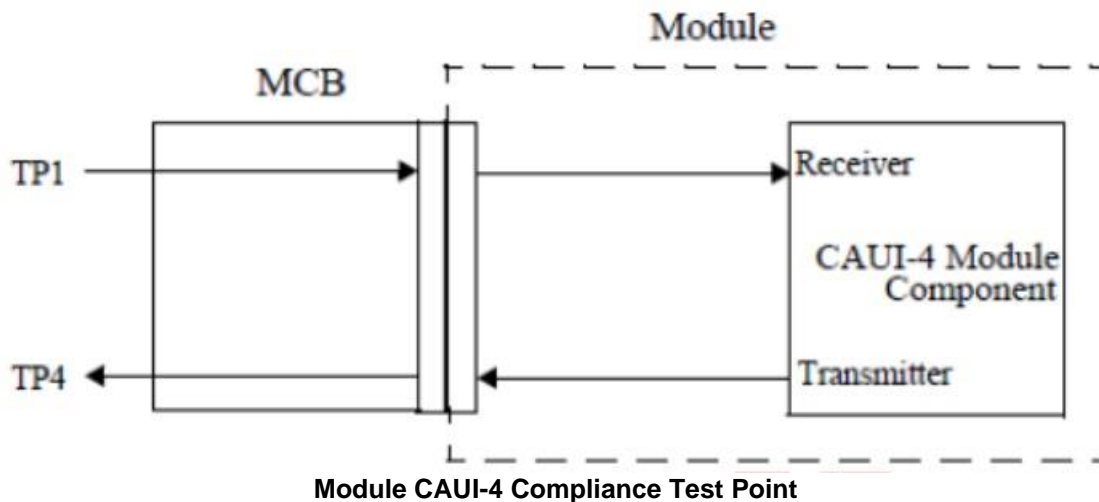 Module
MCB
TP1
Receiver
CAUI-4 Module
Component
TP4
Transmitter
Module CAUI-4 Compliance Test Point